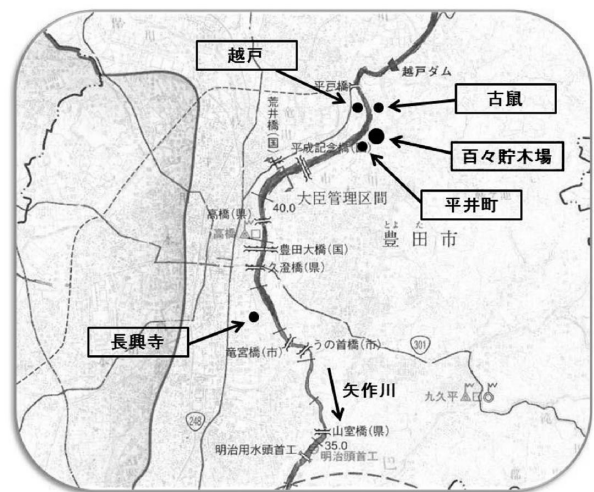 越戸
平戸橋
越戸ダム
古鼠
荒井橋(国)
平成記念橋(
百々貯木場
平井町
大臣管理区間
40.0
高橋(県)
高橋
とよ た
豊田市
豊田大橋(国)
久澄橋(県)
長興寺
竜宮橋(市)
うの首橋(市)
301
矢作川
九久平
248
山室橋(県)
35.0
明治用水頭首工
明治頭首工